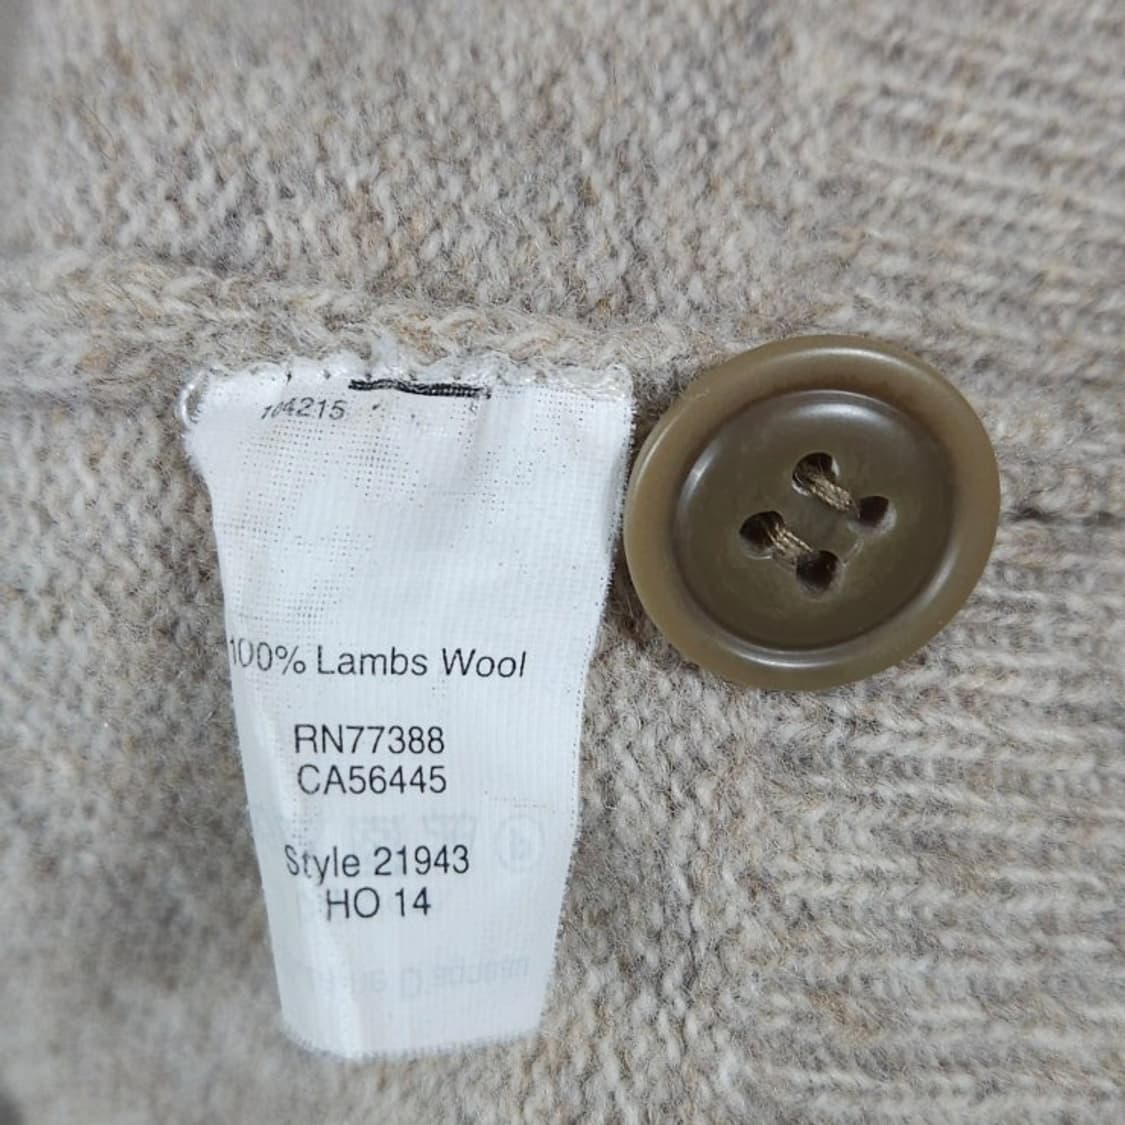 104215
100% Lambs Wool
RN77388
CA56445
Style 21943
HO 14